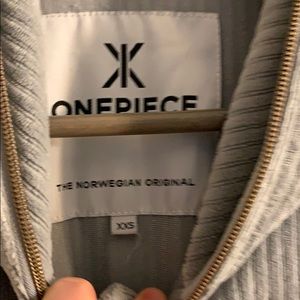 ONEPIECE
THE NORWEGIAN ORIGINAL
XXS